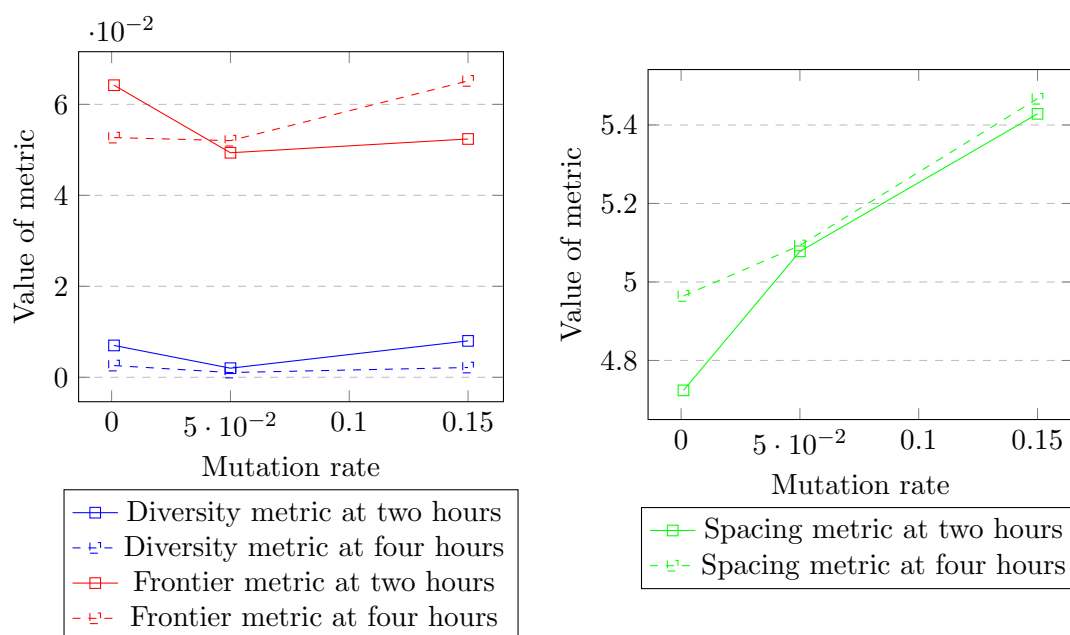 ·10⁻²
6
4
2
0
Value of metric
0
5 · 10⁻²
0.1
0.15
Mutation rate
Diversity metric at two hours
Diversity metric at four hours
Frontier metric at two hours
Frontier metric at four hours
5.4
5.2
5
4.8
Value of metric
0
5 · 10⁻²
0.1
0.15
Mutation rate
Spacing metric at two hours
Spacing metric at four hours